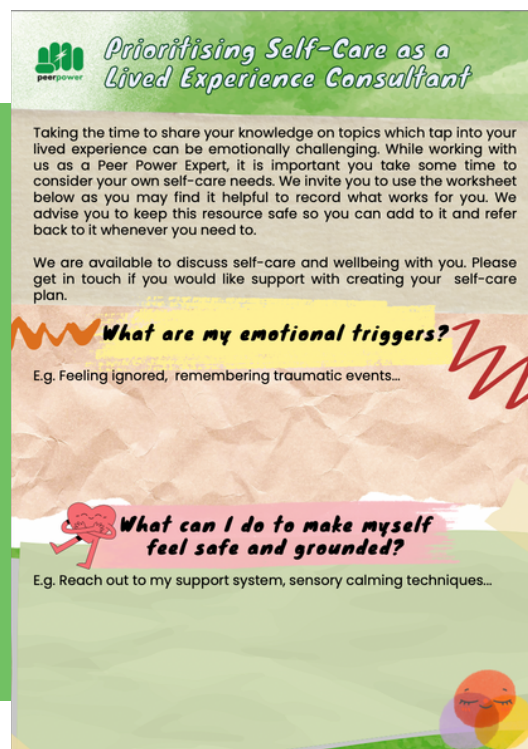 peerpower
Prioritising Self-Care as a
Lived Experience Consultant
Taking the time to share your knowledge on topics which tap into your
lived experience can be emotionally challenging. While working with
us as a Peer Power Expert, it is important you take some time to
consider your own self-care needs. We invite you to use the worksheet
below as you may find it helpful to record what works for you. We
advise you to keep this resource safe so you can add to it and refer
back to it whenever you need to.
We are available to discuss self-care and wellbeing with you. Please
get in touch if you would like support with creating your self-care
plan.
What are my emotional triggers?
E.g. Feeling ignored, remembering traumatic events...
What can I do to make myself
feel safe and grounded?
E.g. Reach out to my support system, sensory calming techniques...